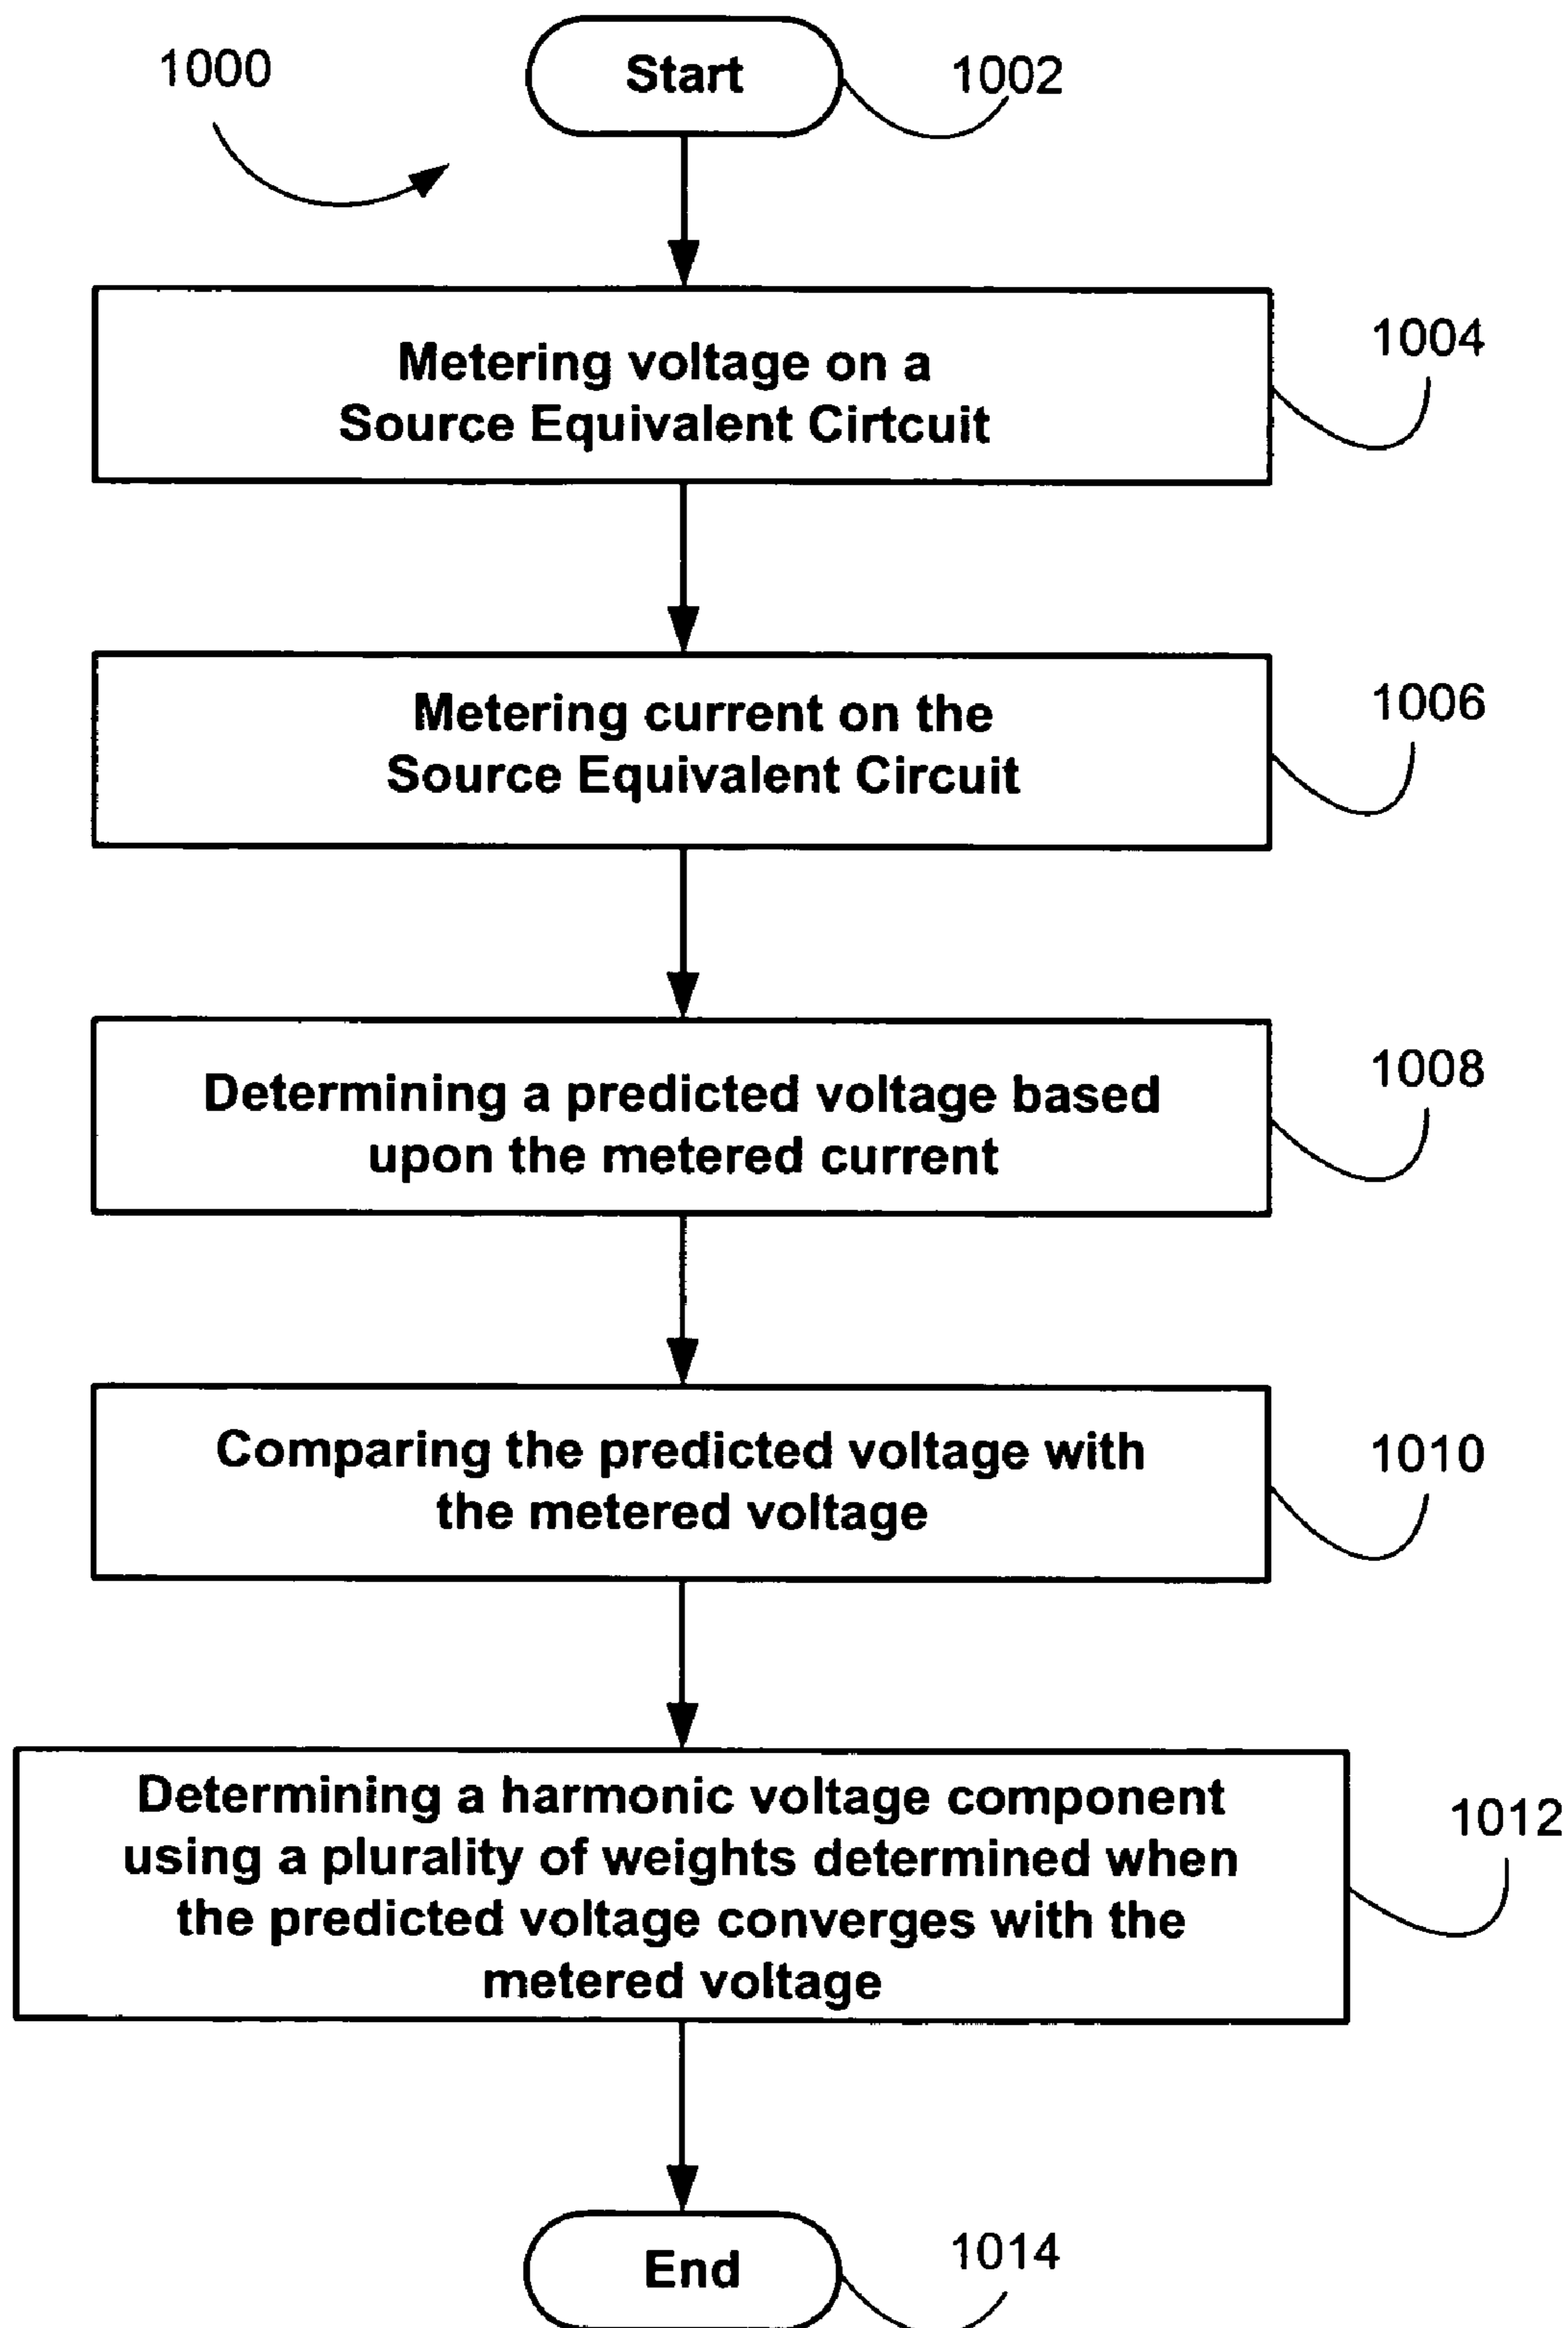 1000
Start
1002
Metering voltage on a
Source Equivalent Cirtcuit
1004
Metering current on the
Source Equivalent Circuit
1006
Determining a predicted voltage based
upon the metered current
1008
Comparing the predicted voltage with
the metered voltage
1010
Determining a harmonic voltage component
using a plurality of weights determined when
the predicted voltage converges with the
metered voltage
1012
End
1014